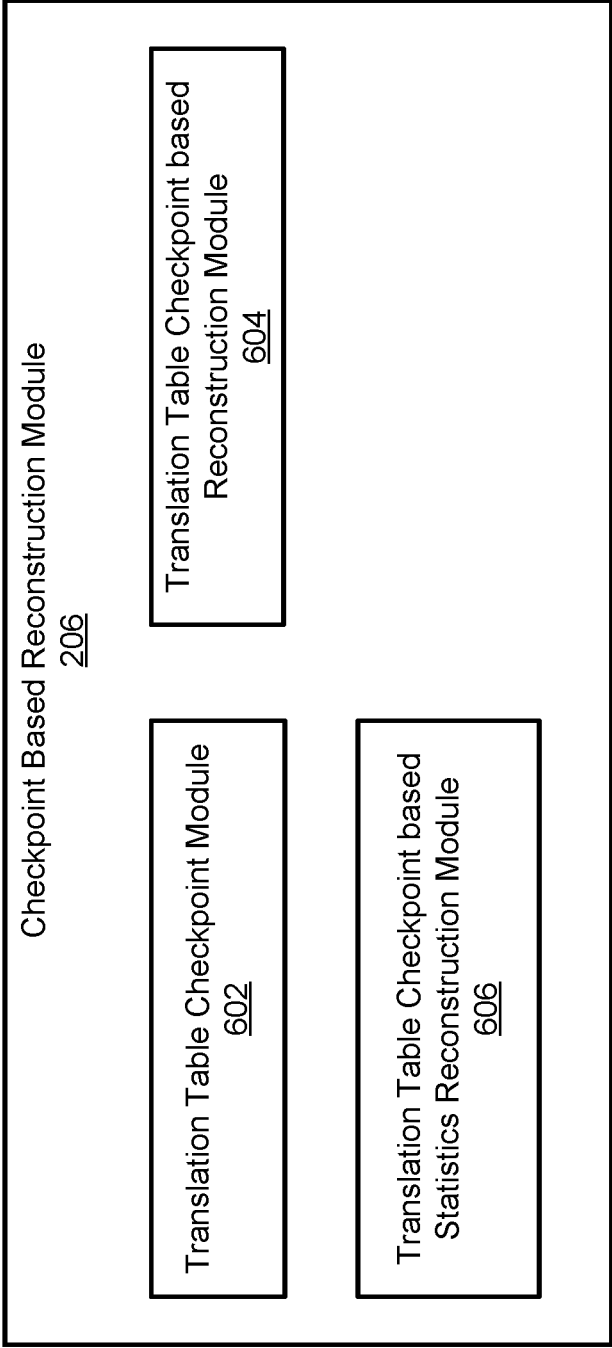 Checkpoint Based Reconstruction Module
206
Translation Table Checkpoint Module
602
Translation Table Checkpoint based
Reconstruction Module
604
Translation Table Checkpoint based
Statistics Reconstruction Module
606